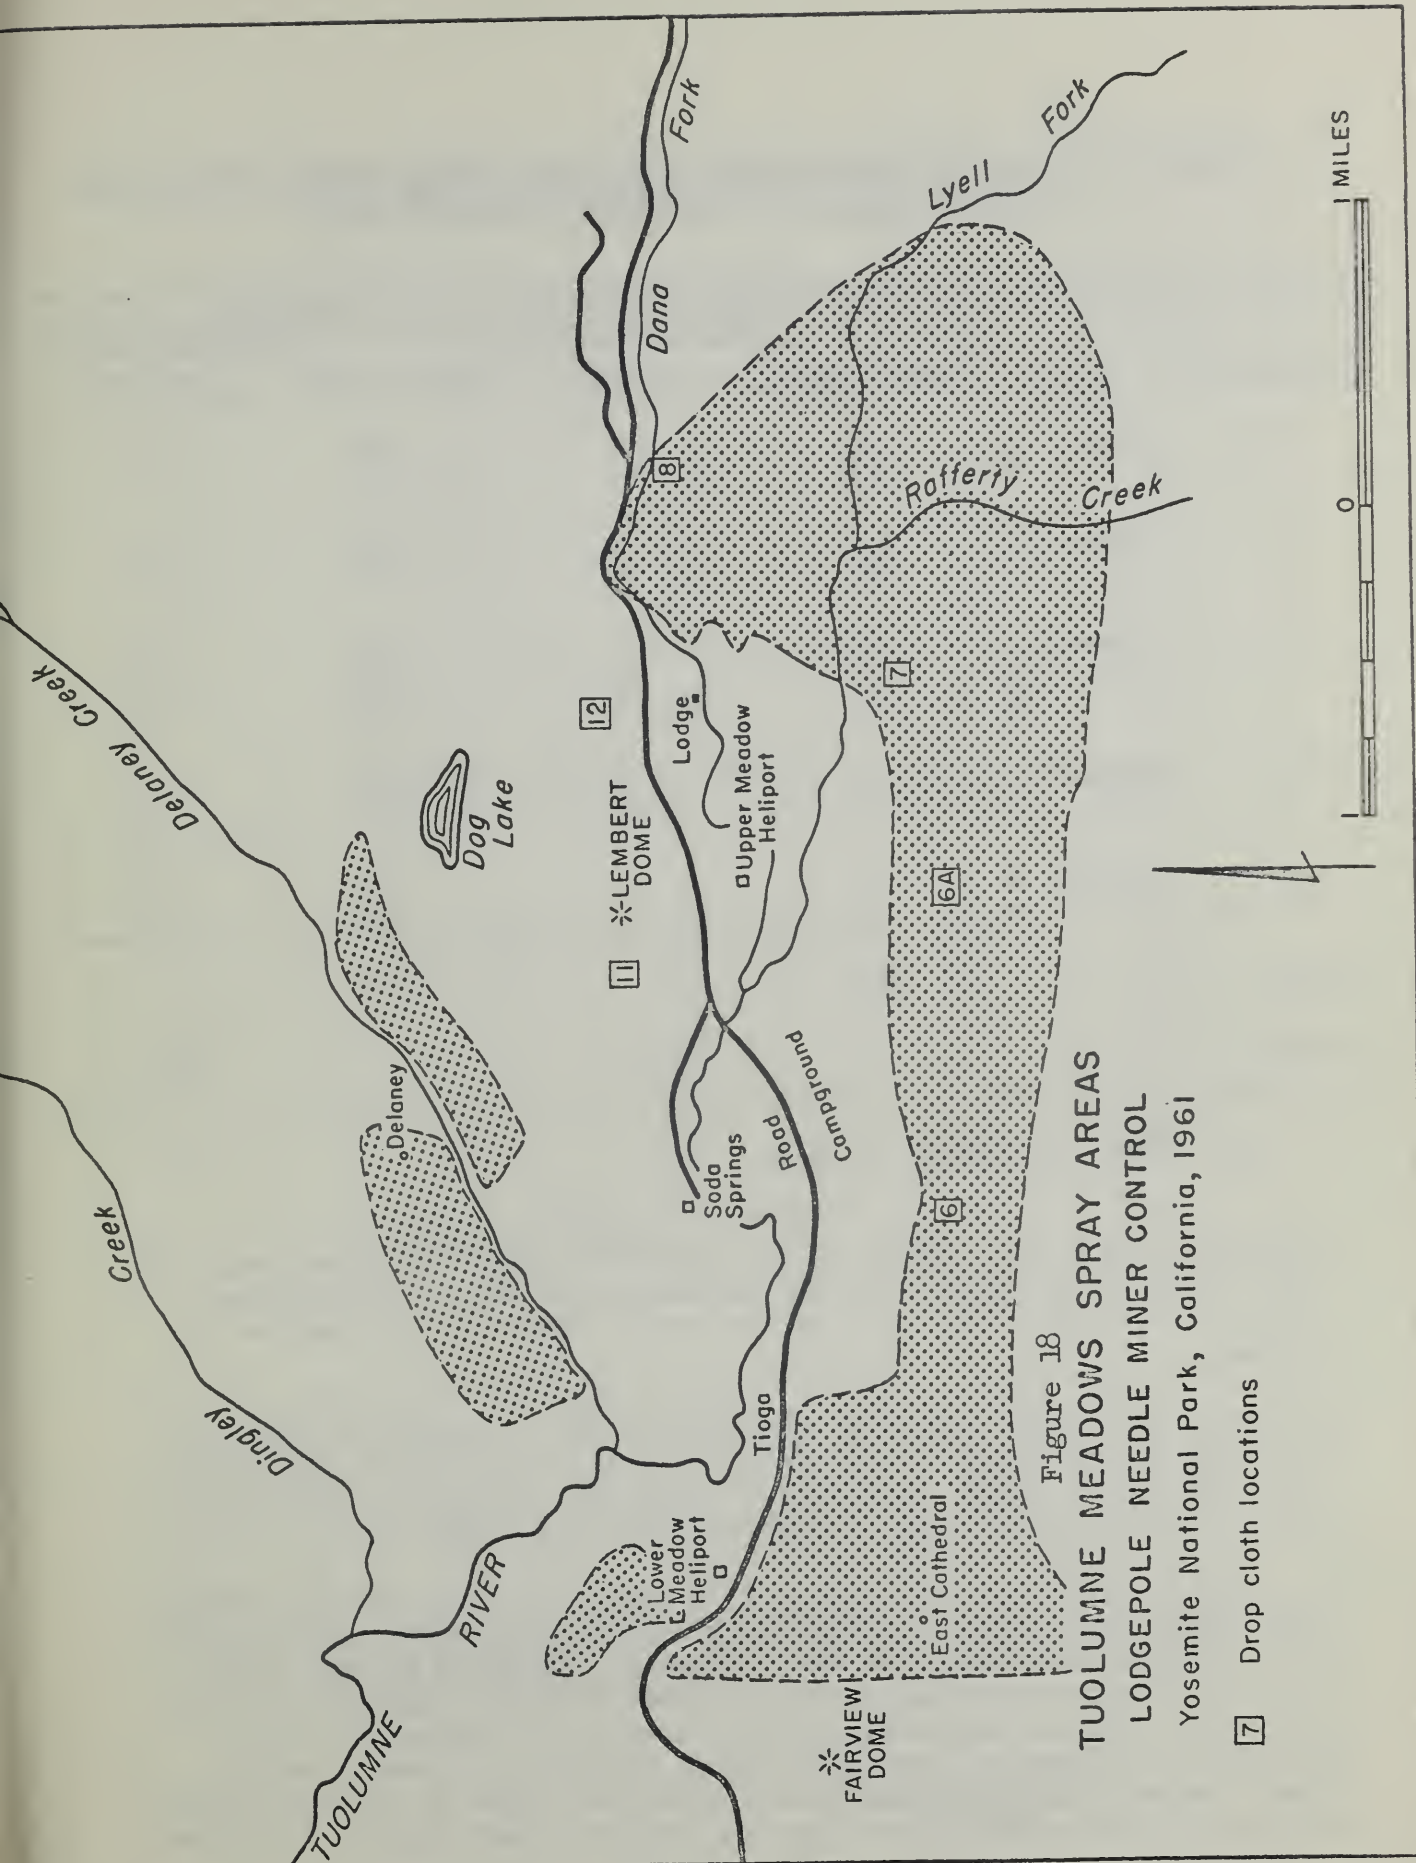 TUOLUMNE
RIVER
Dingley
Creek
Delaney Creek
Delaney
Dog
Lake
LEMBERT
DOME
11
12
Lodge
Upper Meadow
Heliport
Dana
Fork
Lyell
Fork
Rafferty
Creek
8
7
6A
6
Soda
Springs
Tioga
Road
Campground
Lower
Meadow
Heliport
East Cathedral
FAIRVIEW
DOME
Figure 18
TUOLUMNE MEADOWS SPRAY AREAS
LODGEPOLE NEEDLE MINER CONTROL
Yosemite National Park, California, 1961
7 Drop cloth locations
1 0 1 MILES